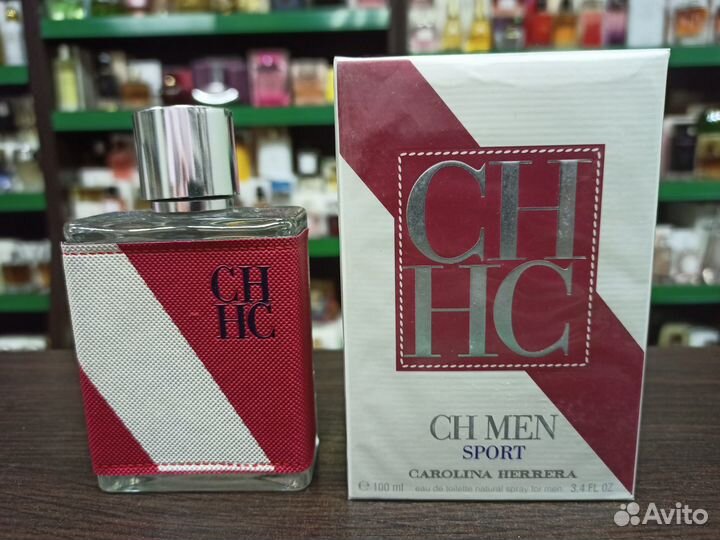 CH
HC
CH
HC
CH MEN
SPORT
CAROLINA HERRERA
℮ 100 ml eau de toilette natural spray for men 3.4 FL OZ
Avito